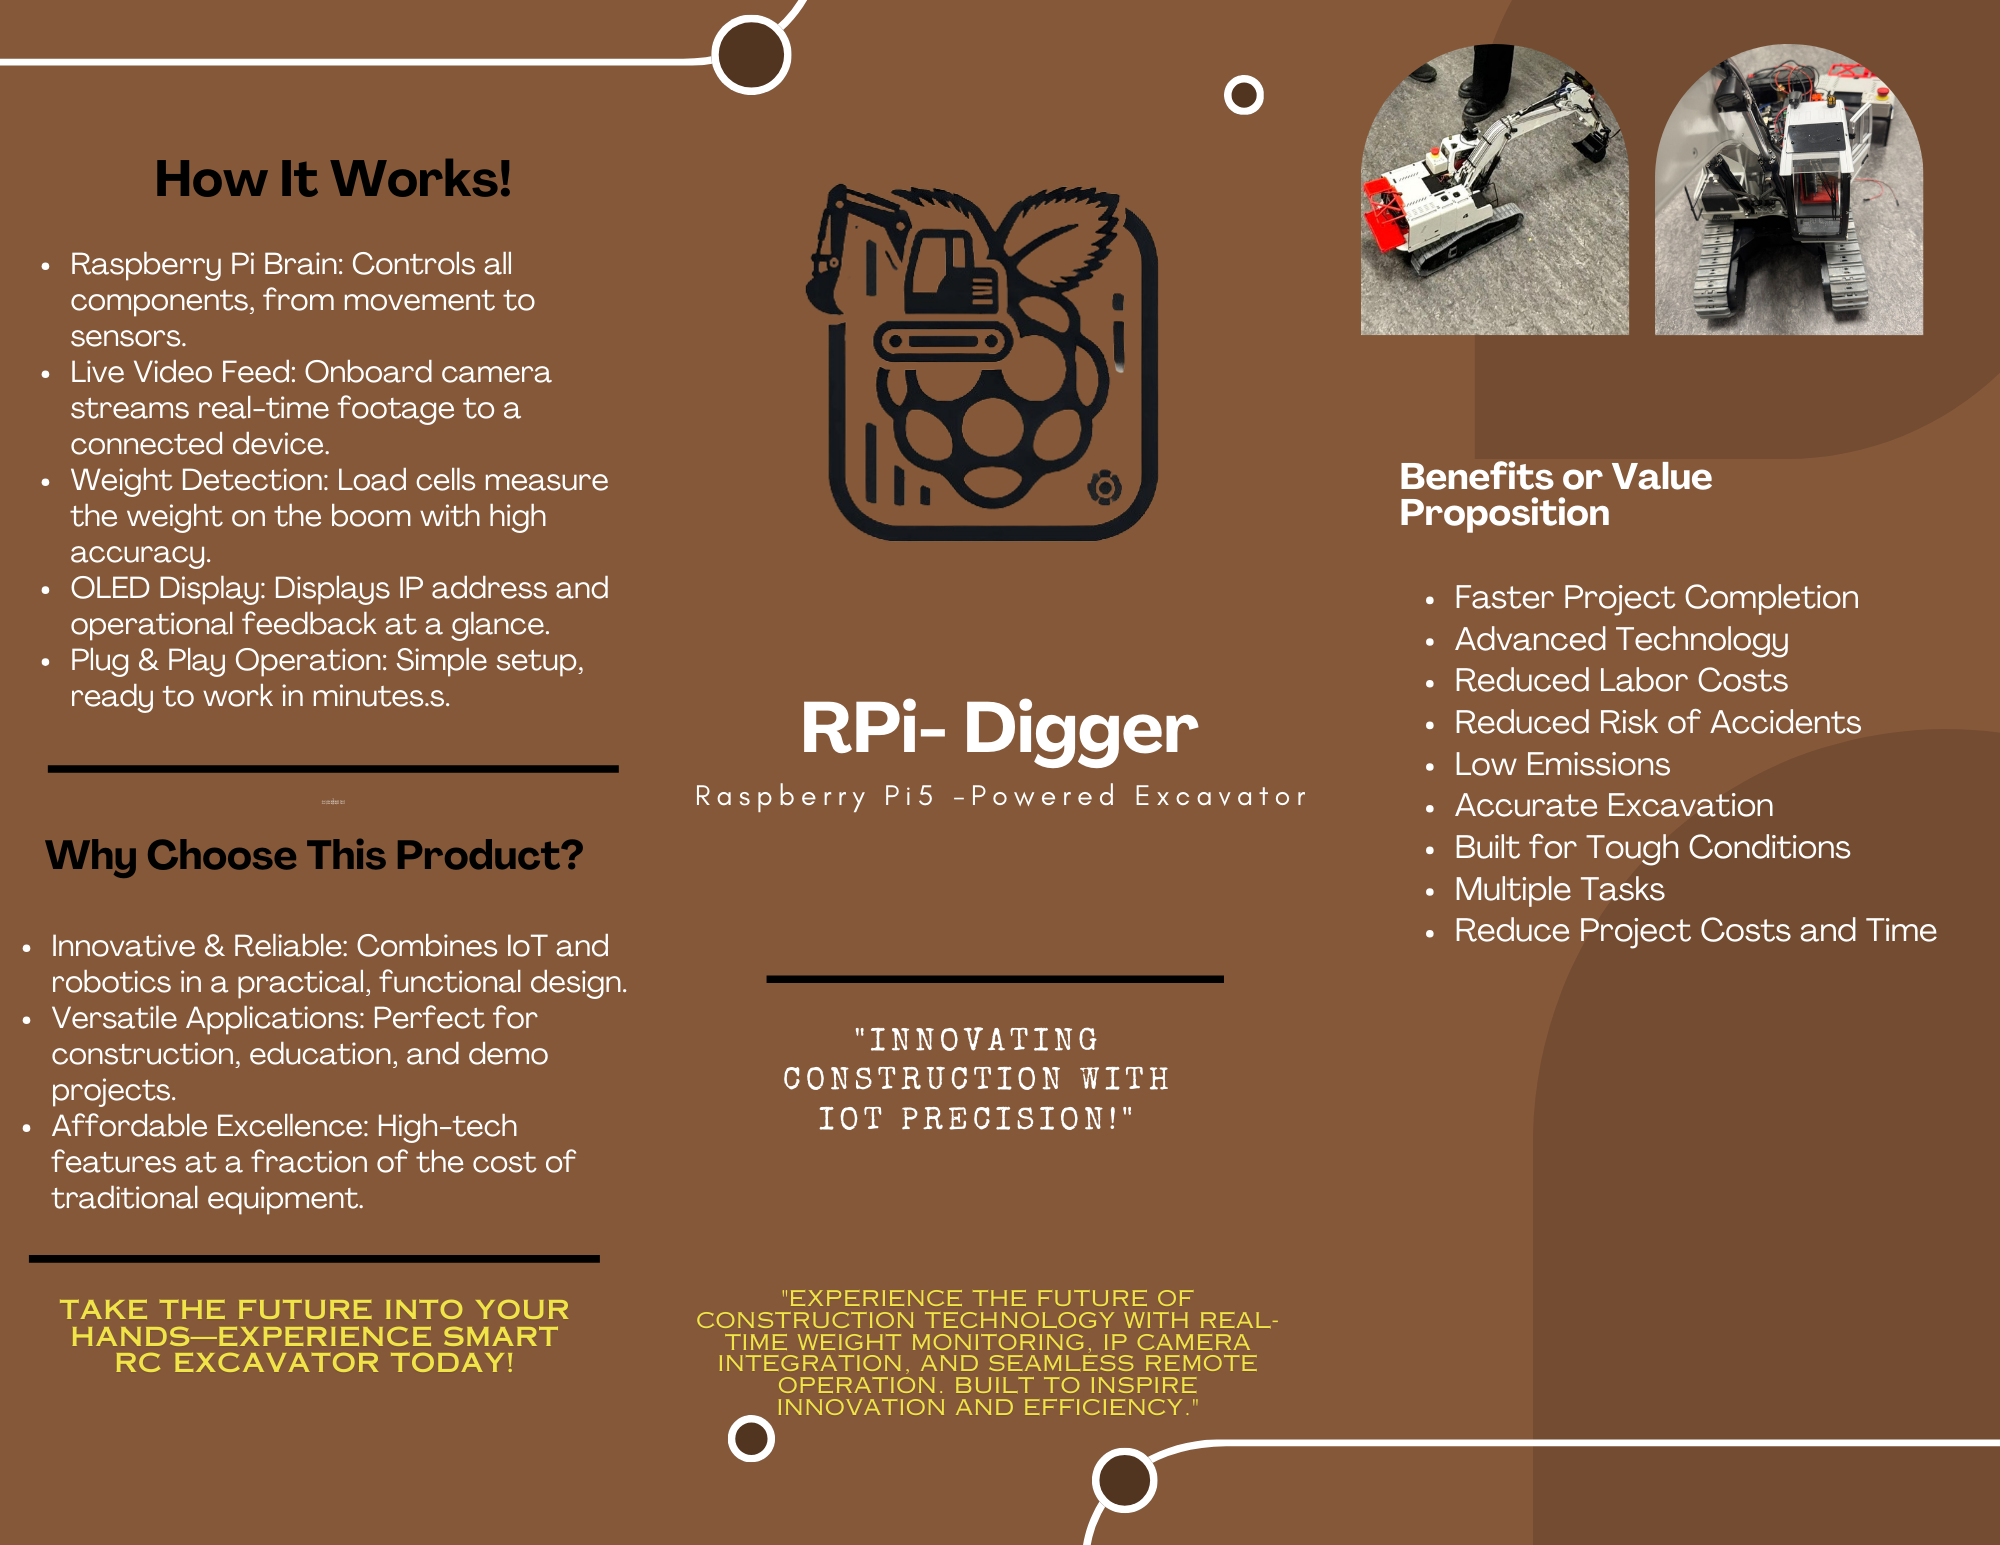 How It Works!
Raspberry Pi Brain: Controls all
components, from movement to
sensors.
Live Video Feed: Onboard camera
streams real-time footage to a
connected device.
Weight Detection: Load cells measure
the weight on the boom with high
accuracy.
OLED Display: Displays IP address and
operational feedback at a glance.
Plug & Play Operation: Simple setup,
ready to work in minutes.s.
Why Choose This Product?
Innovative & Reliable: Combines IoT and
robotics in a practical, functional design.
Versatile Applications: Perfect for
construction, education, and demo
projects.
Affordable Excellence: High-tech
features at a fraction of the cost of
traditional equipment.
TAKE THE FUTURE INTO YOUR
HANDS—EXPERIENCE SMART
RC EXCAVATOR TODAY!
RPi- Digger
Raspberry Pi5 -Powered Excavator
"INNOVATING
CONSTRUCTION WITH
IOT PRECISION!"
"EXPERIENCE THE FUTURE OF
CONSTRUCTION TECHNOLOGY WITH REAL-
TIME WEIGHT MONITORING, IP CAMERA
INTEGRATION, AND SEAMLESS REMOTE
OPERATION. BUILT TO INSPIRE
INNOVATION AND EFFICIENCY."
Benefits or Value
Proposition
Faster Project Completion
Advanced Technology
Reduced Labor Costs
Reduced Risk of Accidents
Low Emissions
Accurate Excavation
Built for Tough Conditions
Multiple Tasks
Reduce Project Costs and Time